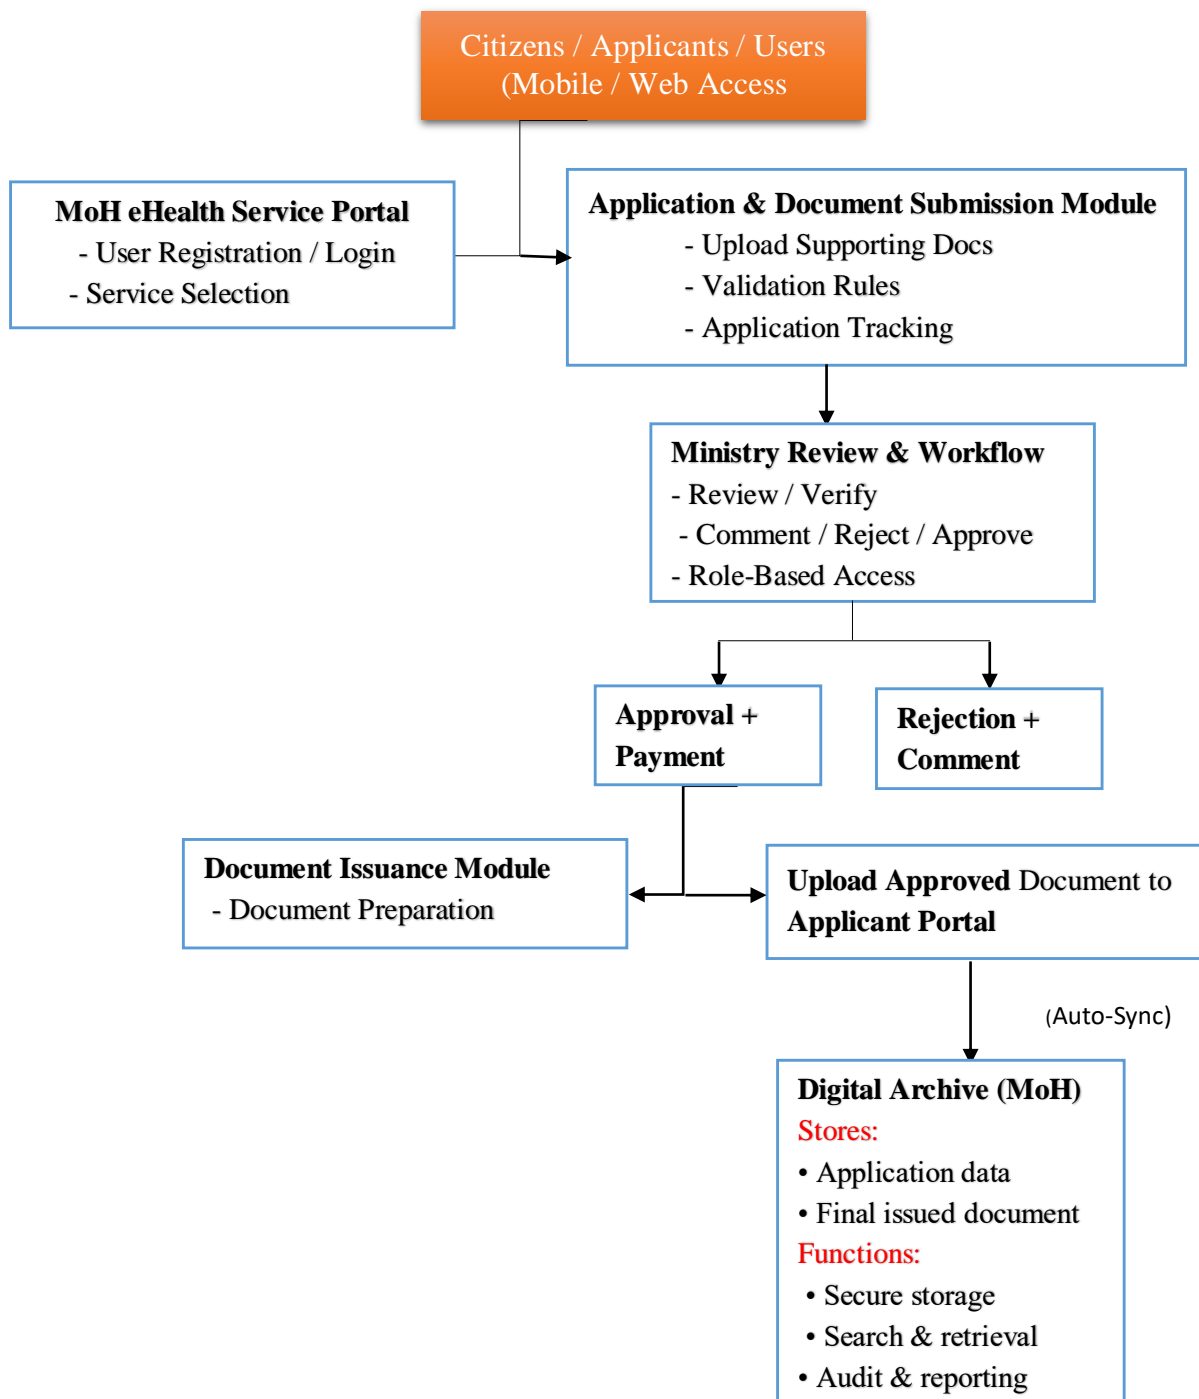 Citizens / Applicants / Users
(Mobile / Web Access
MoH eHealth Service Portal
- User Registration / Login
- Service Selection
Application & Document Submission Module
- Upload Supporting Docs
- Validation Rules
- Application Tracking
Ministry Review & Workflow
- Review / Verify
- Comment / Reject / Approve
- Role-Based Access
Approval +
Payment
Rejection +
Comment
Document Issuance Module
- Document Preparation
Upload Approved Document to
Applicant Portal
(Auto-Sync)
Digital Archive (MoH)
Stores:
• Application data
• Final issued document
Functions:
• Secure storage
• Search & retrieval
• Audit & reporting